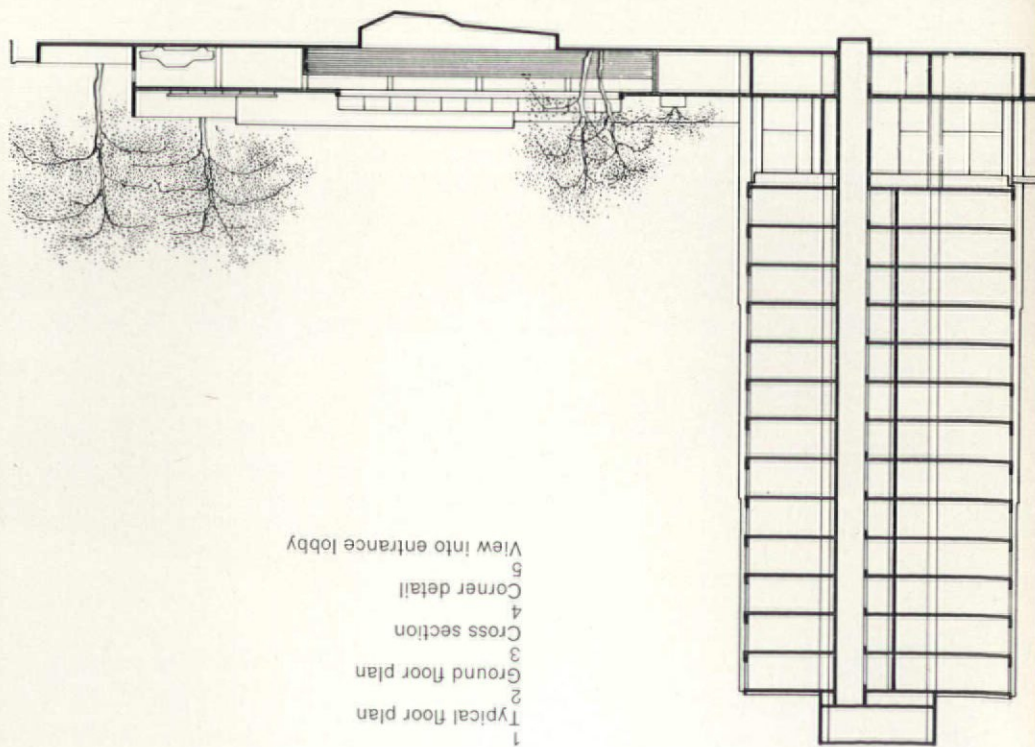 1
Typical floor plan
2
Ground floor plan
3
Cross section
4
Corner detail
5
View into entrance lobby